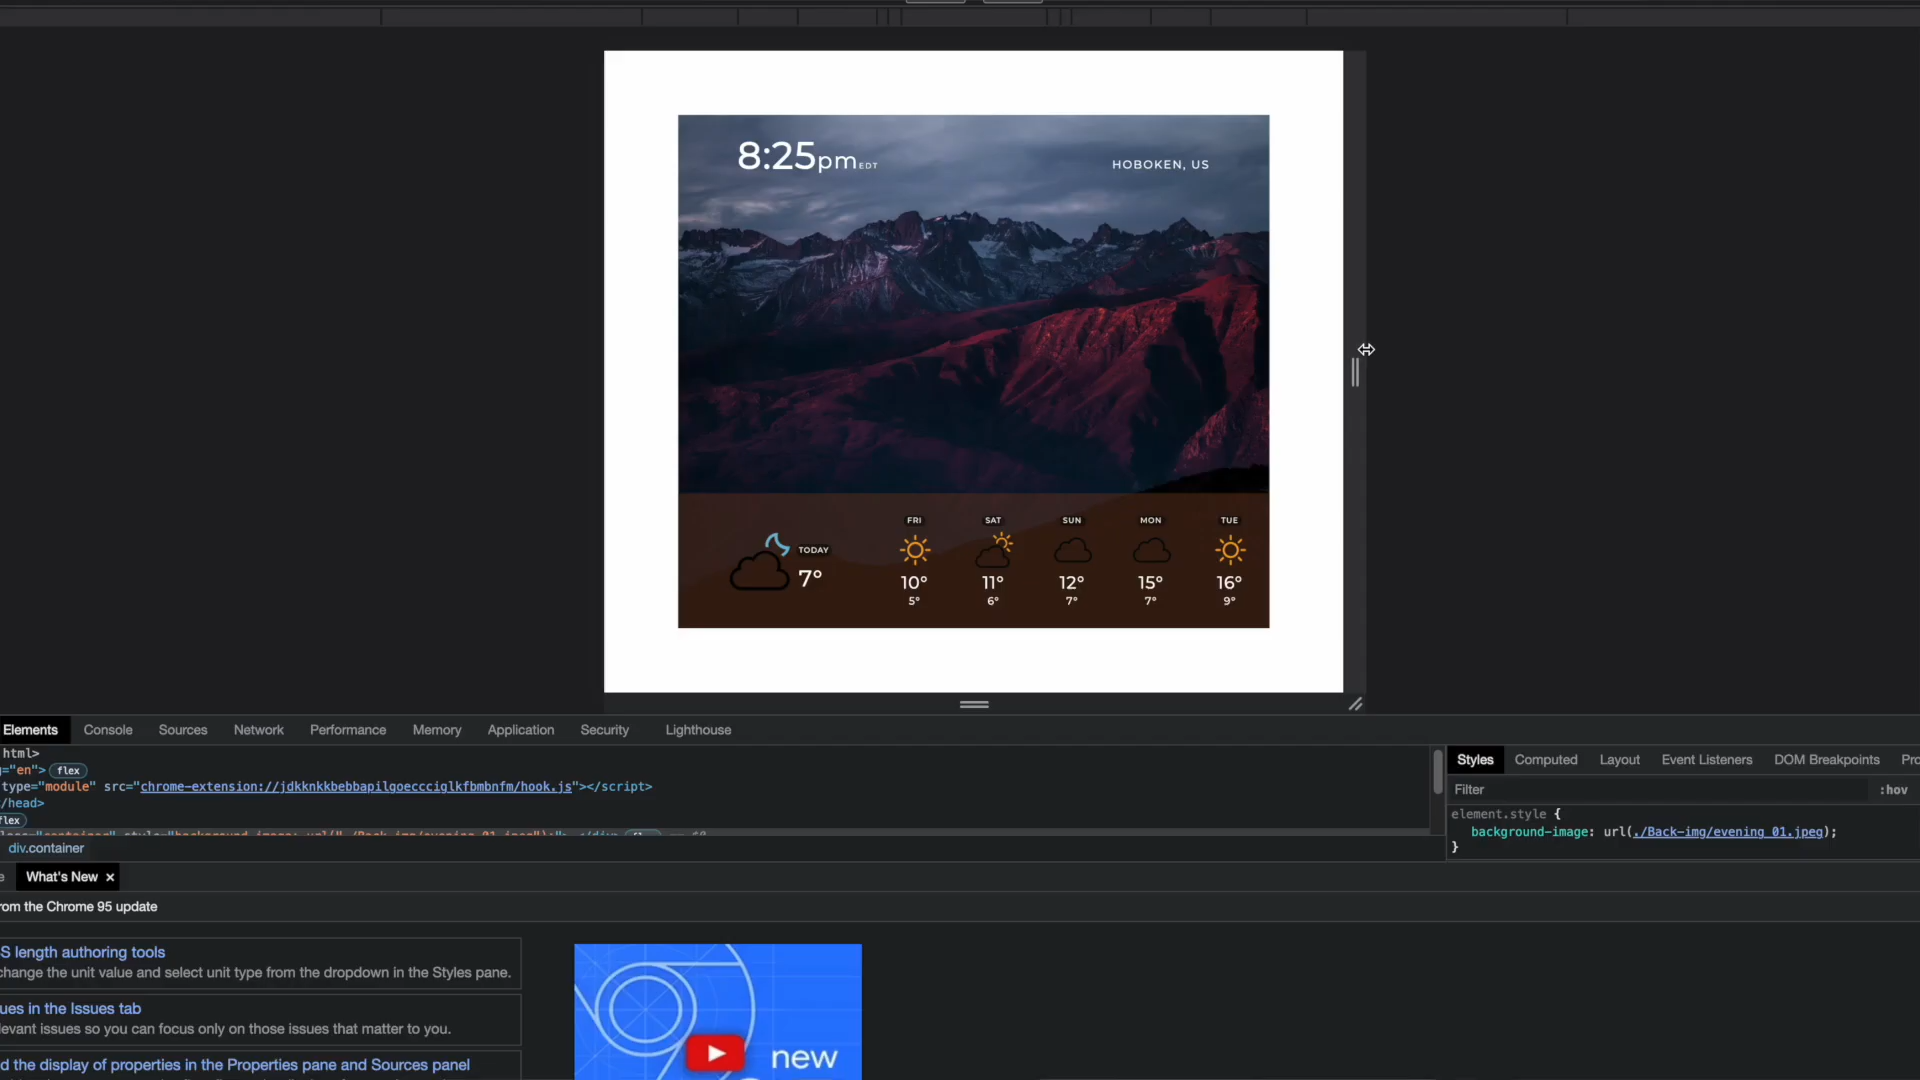 8:25pm EDT
HOBOKEN, US
TODAY
7°
FRI SAT SUN MON TUE
10° 11° 12° 15° 16°
5° 6° 7° 7° 9°
Elements Console Sources Network Performance Memory Application Security Lighthouse
html>
="en"> flex
type="module" src="chrome-extension://jdkknkkbebbapilgoeccciglkfbmbnfm/hook.js"></script>
/head>
flex
div.container
Styles Computed Layout Event Listeners DOM Breakpoints Pro
Filter :hov
element.style {
background-image: url(./Back-img/evening_01.jpeg);
}
What's New ×
rom the Chrome 95 update
S length authoring tools
change the unit value and select unit type from the dropdown in the Styles pane.
ues in the Issues tab
levant issues so you can focus only on those issues that matter to you.
d the display of properties in the Properties pane and Sources panel
new